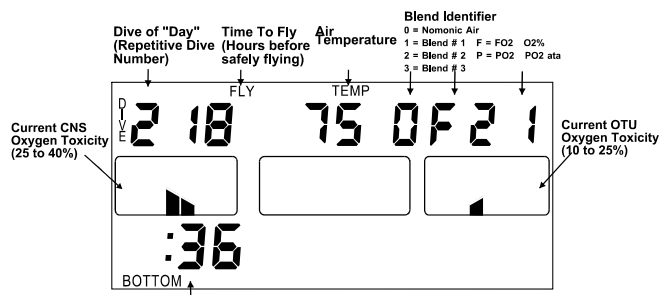 Blend Identifier
Dive of "Day" Time To Fly Air
(Repetitive Dive (Hours before Temperature
Number) safely flying)
0 = Nomonic Air
1 = Blend # 1 F = FO2 O2%
2 = Blend # 2 P = PO2 PO2 ata
3 = Blend # 3
FLY TEMP
DIVE 2 18 75 0F21
Current CNS
Oxygen Toxicity
(25 to 40%)
Current OTU
Oxygen Toxicity
(10 to 25%)
:36
BOTTOM